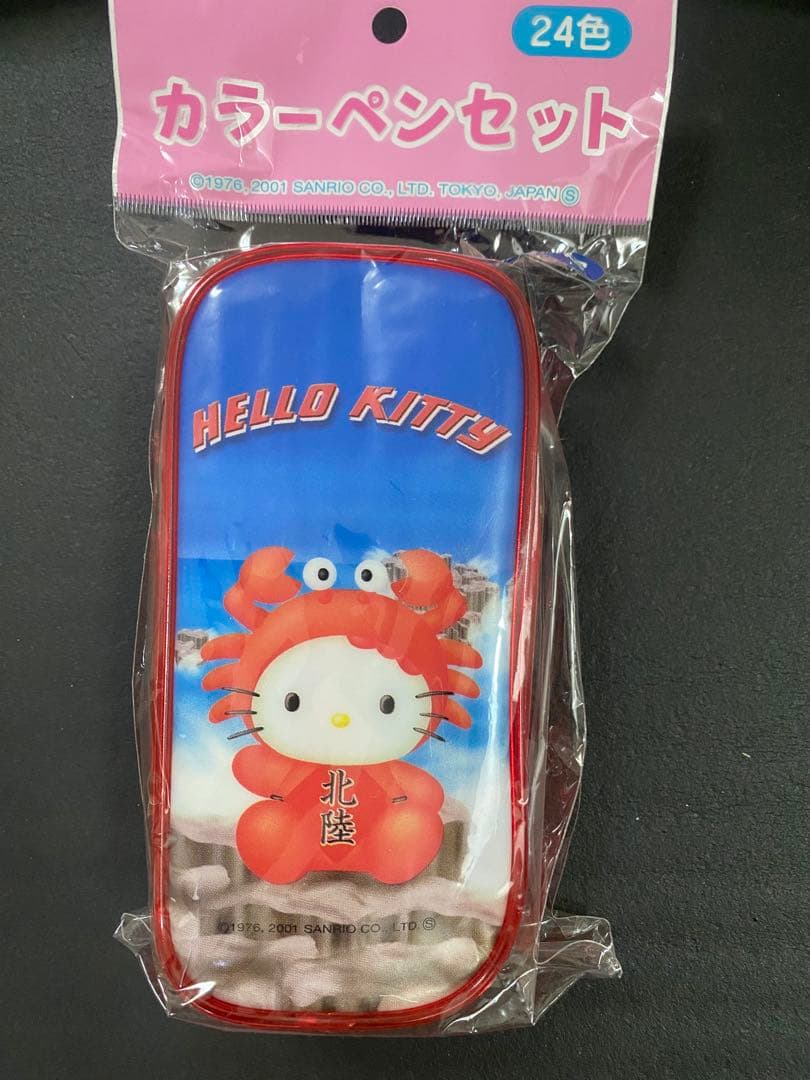 24色
カラーペンセット
©1976, 2001 SANRIO CO., LTD. TOKYO, JAPAN Ⓢ
HELLO KITTY
北陸
©1976, 2001 SANRIO CO., LTD. Ⓢ